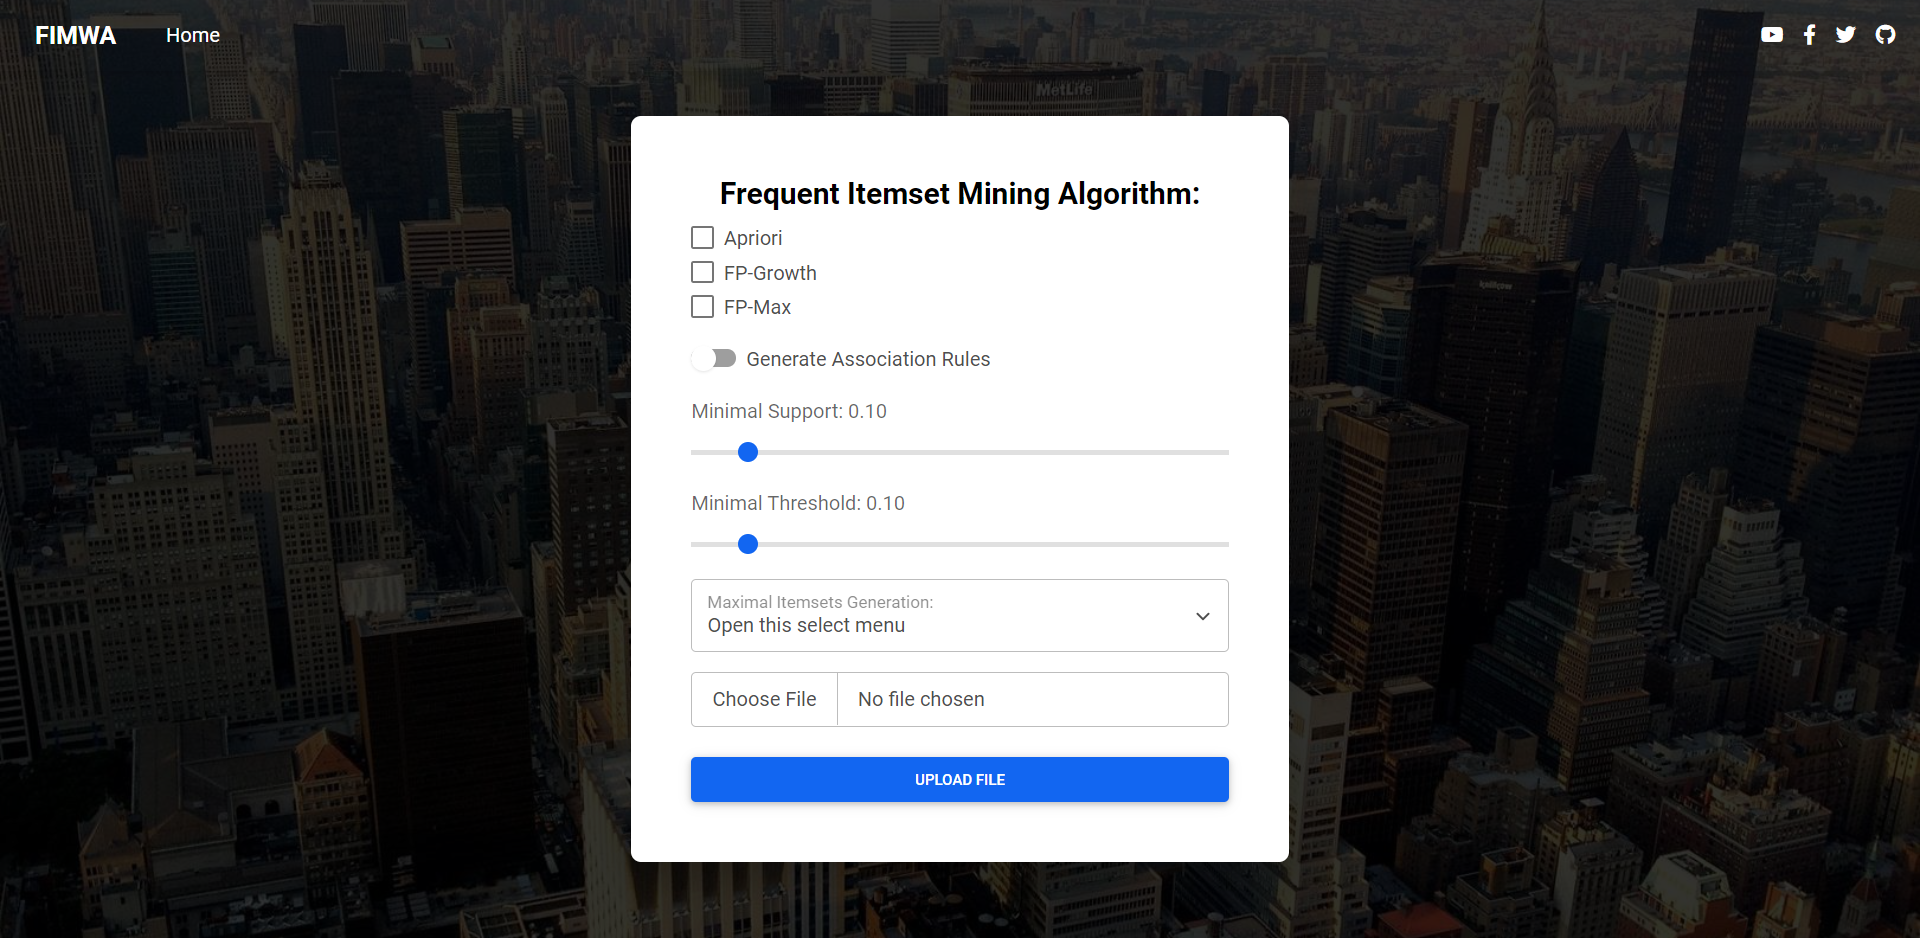 FIMWA Home
MetLife
Frequent Itemset Mining Algorithm:
Apriori
FP-Growth
FP-Max
Generate Association Rules
Minimal Support: 0.10
Minimal Threshold: 0.10
Maximal Itemsets Generation:
Open this select menu
Choose File No file chosen
UPLOAD FILE